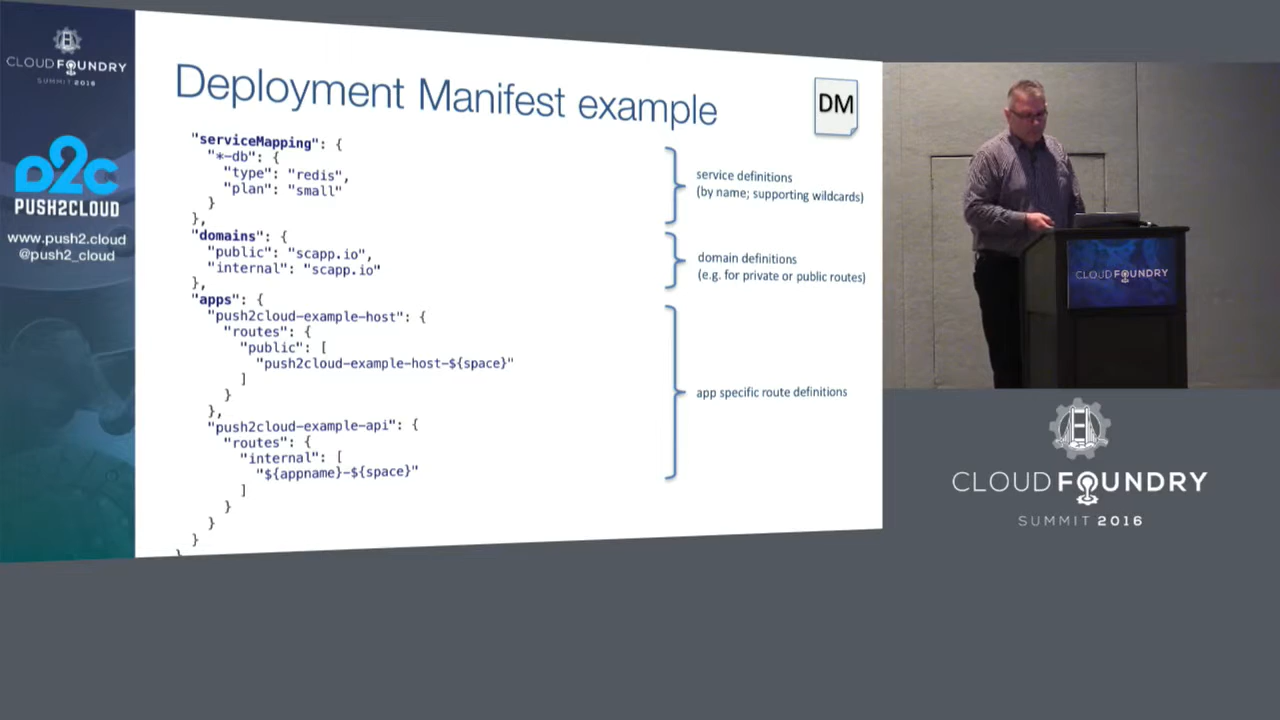 CLOUD FOUNDRY
SUMMIT 2016
D2C
PUSH2CLOUD
www.push2.cloud
@push2_cloud
Deployment Manifest example
DM
"serviceMapping": {
"*-db": {
"type": "redis",
"plan": "small"
}
},
"domains": {
"public": "scapp.io",
"internal": "scapp.io"
},
"apps": {
"push2cloud-example-host": {
"routes": {
"public": [
"push2cloud-example-host-${space}"
]
}
},
"push2cloud-example-api": {
"routes": {
"internal": [
"${appname}-${space}"
]
}
}
}
}
service definitions
(by name; supporting wildcards)
domain definitions
(e.g. for private or public routes)
app specific route definitions
CLOUD FOUNDRY
CLOUD FOUNDRY
SUMMIT 2016